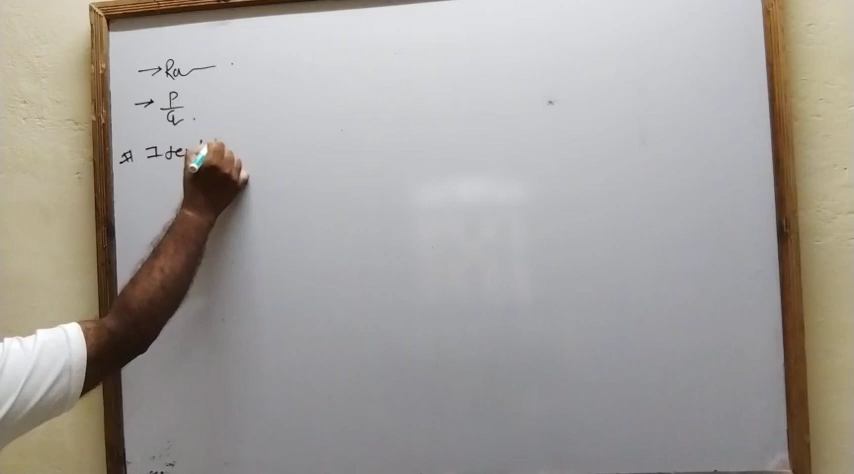 → Ra—
→ P/Q.
* Ide